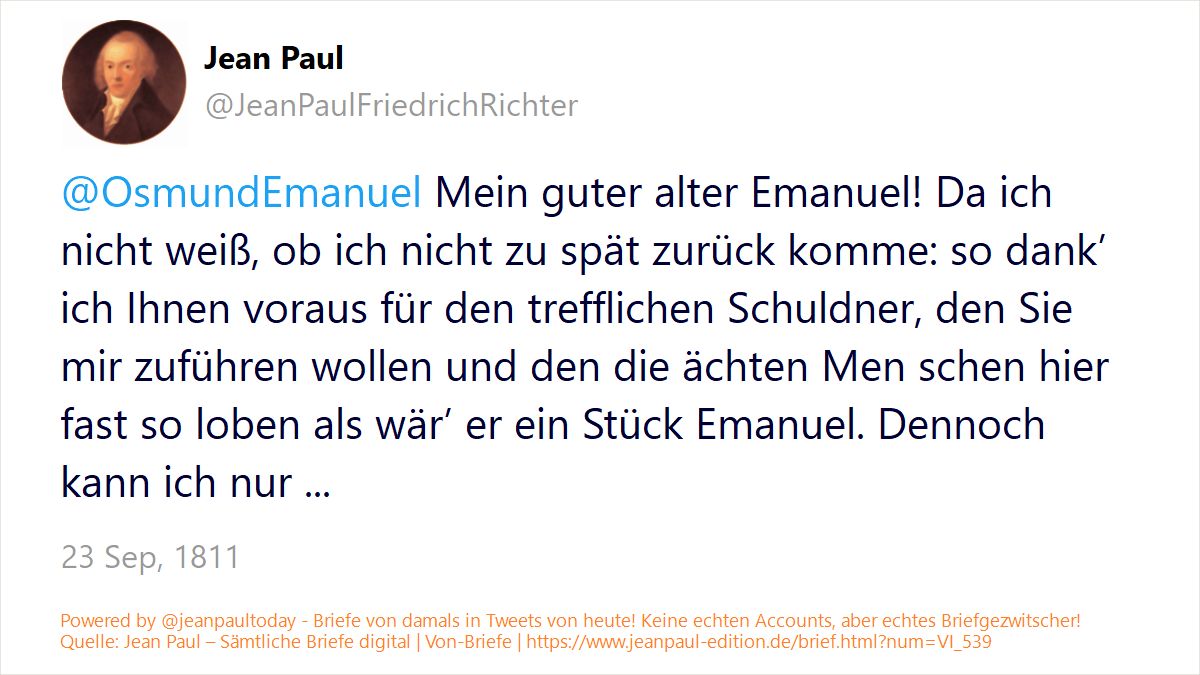 Jean Paul
@JeanPaulFriedrichRichter
@OsmundEmanuel Mein guter alter Emanuel! Da ich
nicht weiß, ob ich nicht zu spät zurück komme: so dank’
ich Ihnen voraus für den trefflichen Schuldner, den Sie
mir zuführen wollen und den die ächten Men schen hier
fast so loben als wär’ er ein Stück Emanuel. Dennoch
kann ich nur ...
23 Sep, 1811
Powered by @jeanpaultoday - Briefe von damals in Tweets von heute! Keine echten Accounts, aber echtes Briefgezwitscher!
Quelle: Jean Paul – Sämtliche Briefe digital | Von-Briefe | https://www.jeanpaul-edition.de/brief.html?num=VI_539